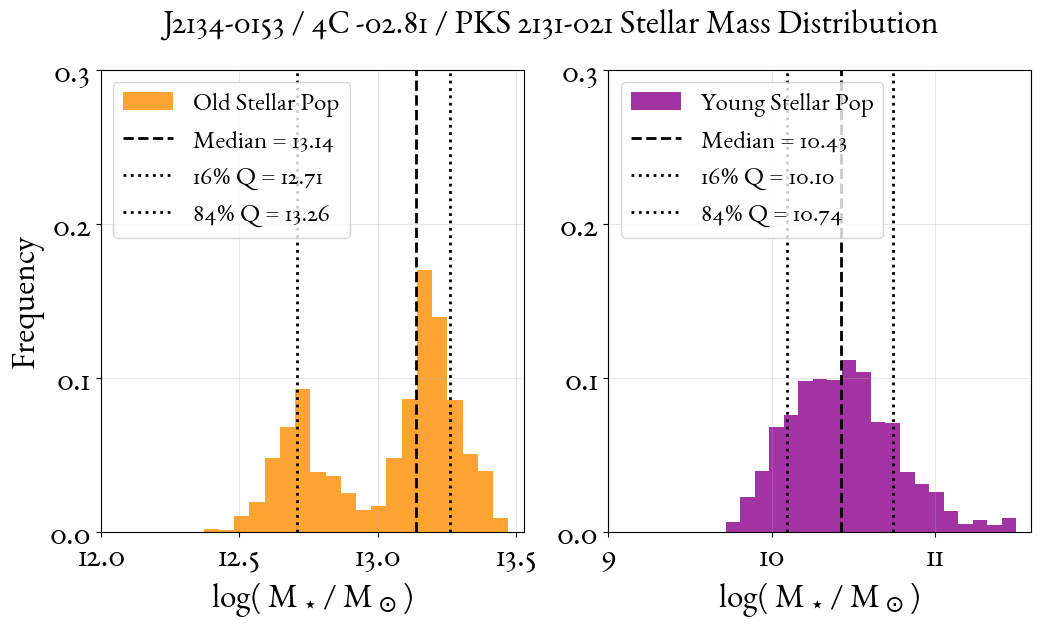 J2134-0153 / 4C -02.81 / PKS 2131-021 Stellar Mass Distribution
Frequency
0.3
0.2
0.1
0.0
Old Stellar Pop
Median = 13.14
16% Q = 12.71
84% Q = 13.26
12.0 12.5 13.0 13.5
log( M ⋆ / M ⊙ )
0.3
0.2
0.1
0.0
Young Stellar Pop
Median = 10.43
16% Q = 10.10
84% Q = 10.74
9 10 11
log( M ⋆ / M ⊙ )